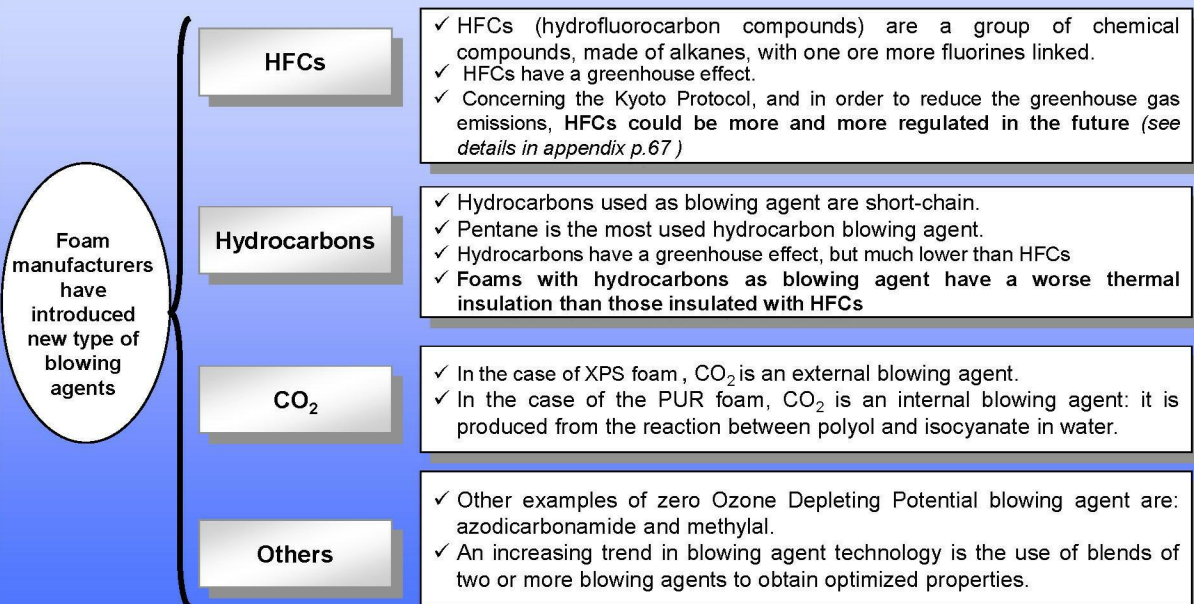 Foam
manufacturers
have
introduced
new type of
blowing
agents
HFCs
✓ HFCs (hydrofluorocarbon compounds) are a group of chemical
compounds, made of alkanes, with one ore more fluorines linked.
✓ HFCs have a greenhouse effect.
✓ Concerning the Kyoto Protocol, and in order to reduce the greenhouse gas
emissions, HFCs could be more and more regulated in the future (see
details in appendix p.67 )
Hydrocarbons
✓ Hydrocarbons used as blowing agent are short-chain.
✓ Pentane is the most used hydrocarbon blowing agent.
✓ Hydrocarbons have a greenhouse effect, but much lower than HFCs
✓ Foams with hydrocarbons as blowing agent have a worse thermal
insulation than those insulated with HFCs
CO₂
✓ In the case of XPS foam , CO₂ is an external blowing agent.
✓ In the case of the PUR foam, CO₂ is an internal blowing agent: it is
produced from the reaction between polyol and isocyanate in water.
Others
✓ Other examples of zero Ozone Depleting Potential blowing agent are:
azodicarbonamide and methylal.
✓ An increasing trend in blowing agent technology is the use of blends of
two or more blowing agents to obtain optimized properties.